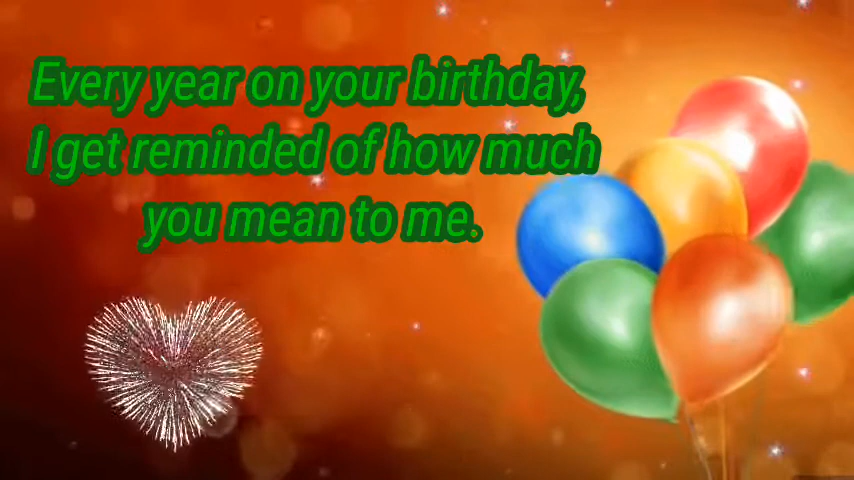 Every year on your birthday,
I get reminded of how much
you mean to me.